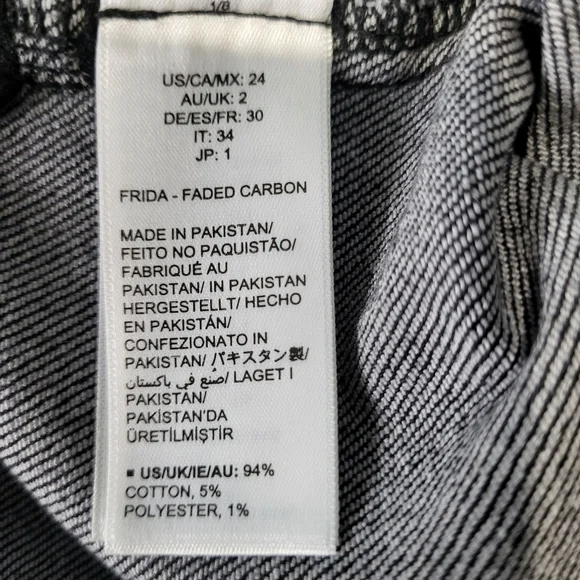 1/8
US/CA/MX: 24
AU/UK: 2
DE/ES/FR: 30
IT: 34
JP: 1
FRIDA - FADED CARBON
MADE IN PAKISTAN/
FEITO NO PAQUISTÃO/
FABRIQUÉ AU
PAKISTAN/ IN PAKISTAN
HERGESTELLT/ HECHO
EN PAKISTÁN/
CONFEZIONATO IN
PAKISTAN/ パキスタン製/
صُنع في باكستان/ LAGET I
PAKISTAN/
PAKİSTAN'DA
ÜRETİLMİŞTİR
■ US/UK/IE/AU: 94%
COTTON, 5%
POLYESTER, 1%